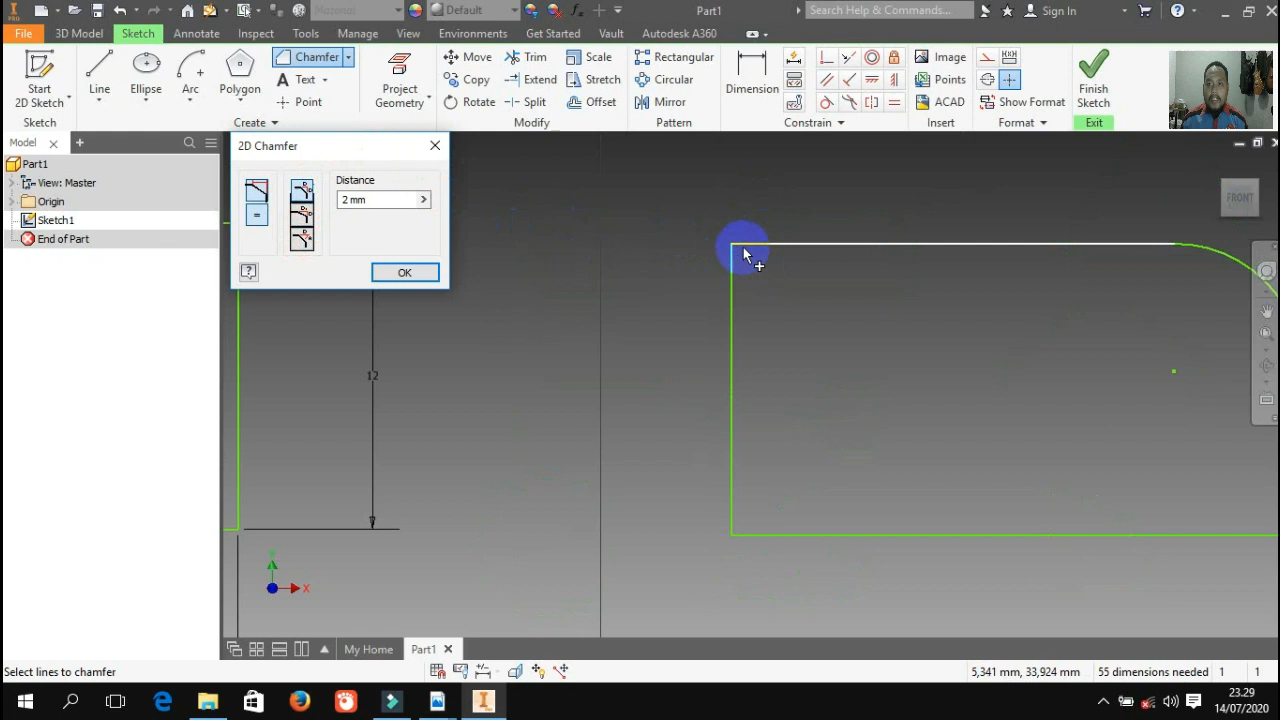 PRO
Material
Default
Part1
Search Help & Commands...
Sign In
File
3D Model
Sketch
Annotate
Inspect
Tools
Manage
View
Environments
Get Started
Vault
Autodesk A360
Start
2D Sketch
Line
Ellipse
Arc
Polygon
Chamfer
Text
Point
Project
Geometry
Move
Copy
Rotate
Trim
Extend
Split
Scale
Stretch
Offset
Rectangular
Circular
Mirror
Dimension
Image
Points
ACAD
Show Format
Finish
Sketch
Sketch
Create
Modify
Pattern
Constrain
Insert
Format
Exit
Model
Part1
View: Master
Origin
Sketch1
End of Part
2D Chamfer
Distance
2 mm
OK
FRONT
12
Y
X
My Home
Part1
Select lines to chamfer
5,341 mm, 33,924 mm
55 dimensions needed
1
1
23.29
14/07/2020